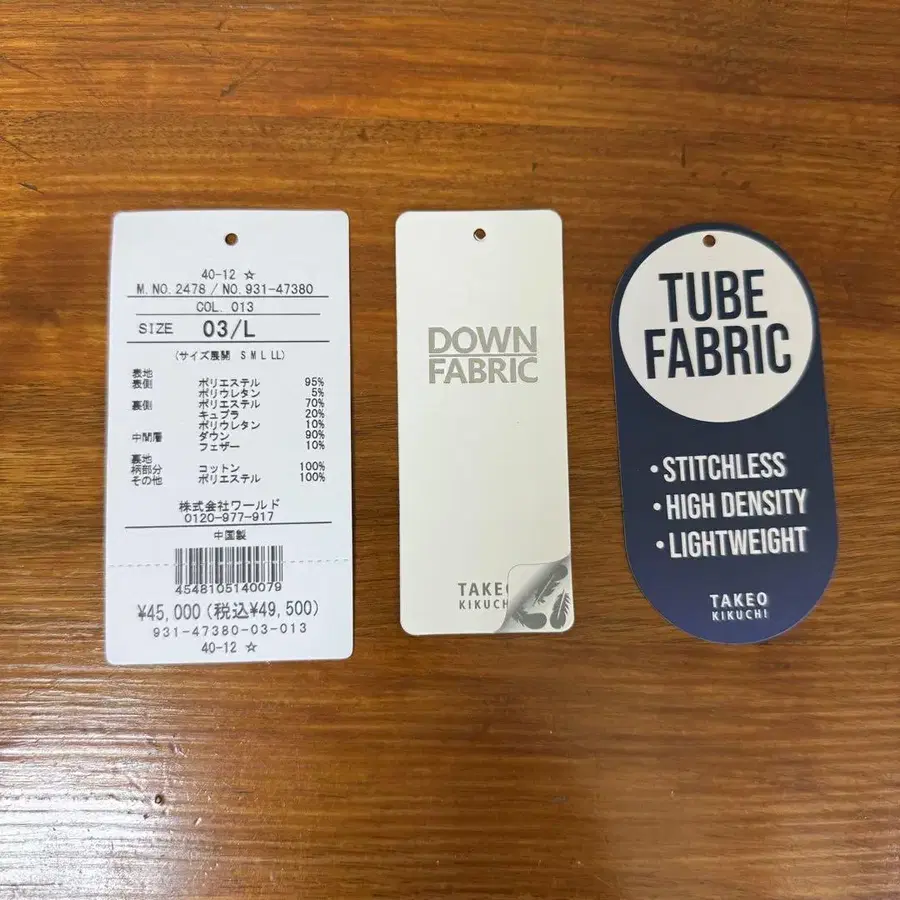 40-12 ☆
M. NO. 2478 / NO. 931-47380
COL. 013
SIZE 03/L
(サイズ展開 S M L LL)
表地
表側 ポリエステル 95%
ポリウレタン 5%
裏側 ポリエステル 70%
キュプラ 20%
ポリウレタン 10%
中間層 ダウン 90%
フェザー 10%
裏地
柄部分 コットン 100%
その他 ポリエステル 100%
株式会社ワールド
0120-977-917
中国製
4548105140079
¥45,000(税込¥49,500)
931-47380-03-013
40-12 ☆
DOWN
FABRIC
TAKEO
KIKUCHI
TUBE
FABRIC
• STITCHLESS
• HIGH DENSITY
• LIGHTWEIGHT
TAKEO
KIKUCHI